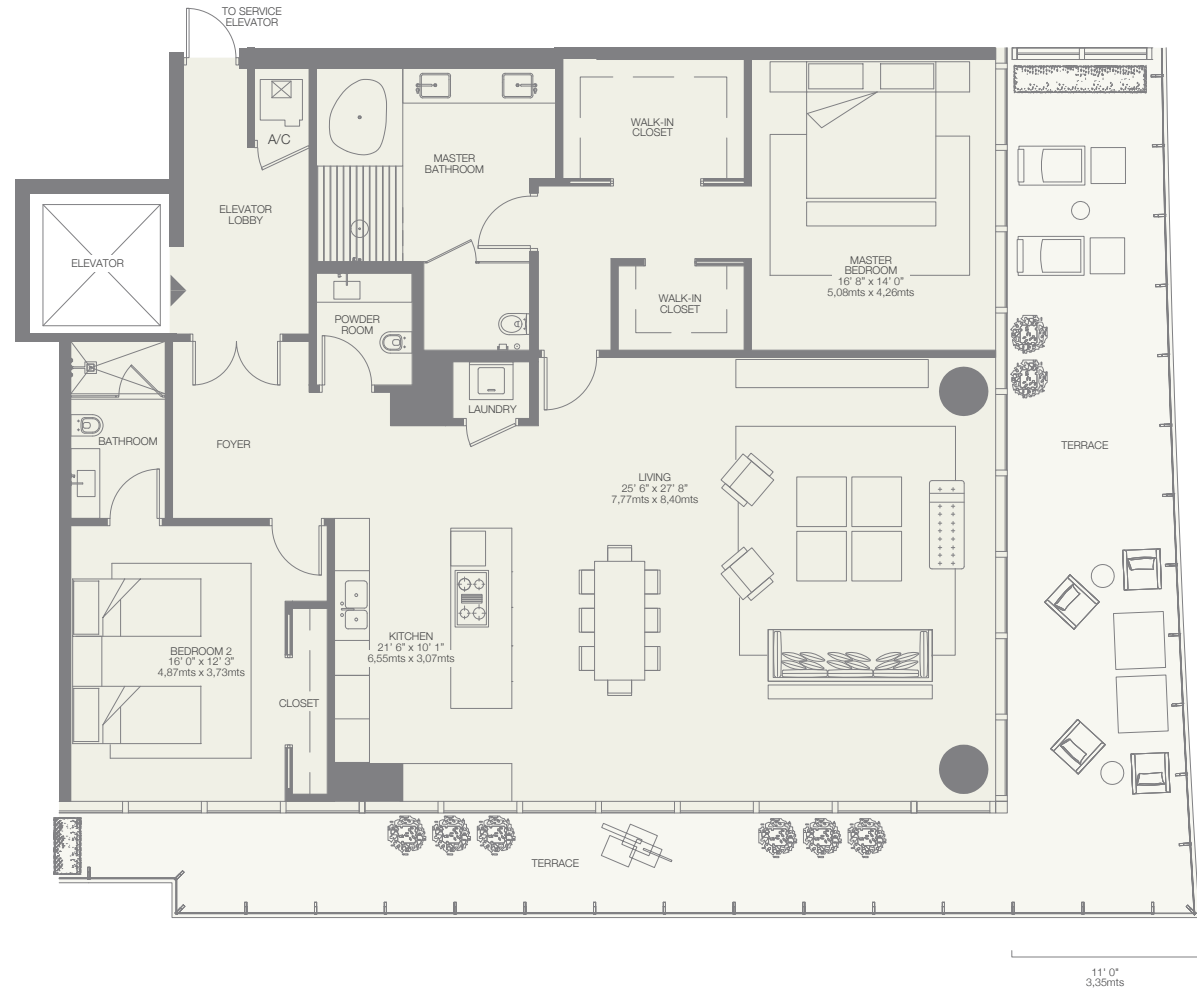 TO SERVICE
ELEVATOR
A/C
MASTER
BATHROOM
WALK-IN
CLOSET
ELEVATOR
LOBBY
ELEVATOR
MASTER
BEDROOM
16' 8" x 14' 0"
5,08mts x 4,26mts
WALK-IN
CLOSET
POWDER
ROOM
LAUNDRY
BATHROOM
FOYER
TERRACE
LIVING
25' 6" x 27' 8"
7,77mts x 8,40mts
KITCHEN
21' 6" x 10' 1"
6,55mts x 3,07mts
BEDROOM 2
16' 0" x 12' 3"
4,87mts x 3,73mts
CLOSET
TERRACE
11' 0"
3,35mts